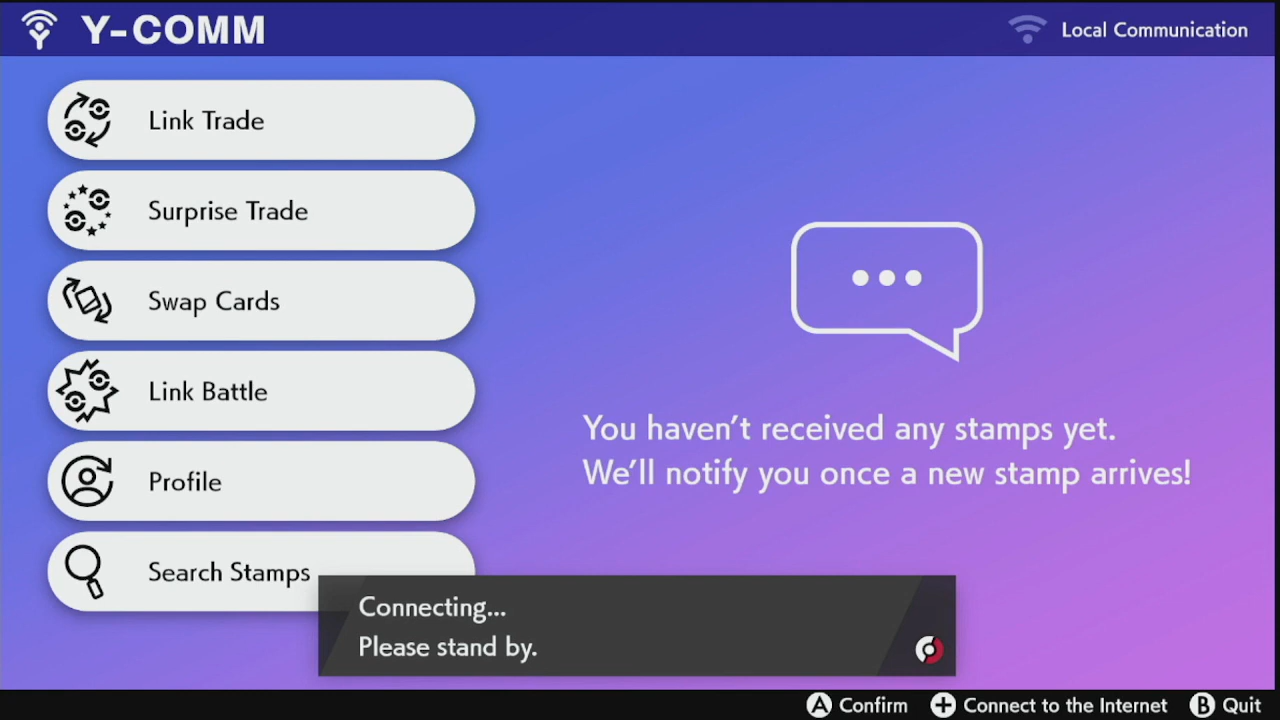 Y-COMM
Local Communication
Link Trade
Surprise Trade
Swap Cards
Link Battle
Profile
Search Stamps
You haven't received any stamps yet.
We'll notify you once a new stamp arrives!
Connecting...
Please stand by.
A Confirm + Connect to the Internet B Quit